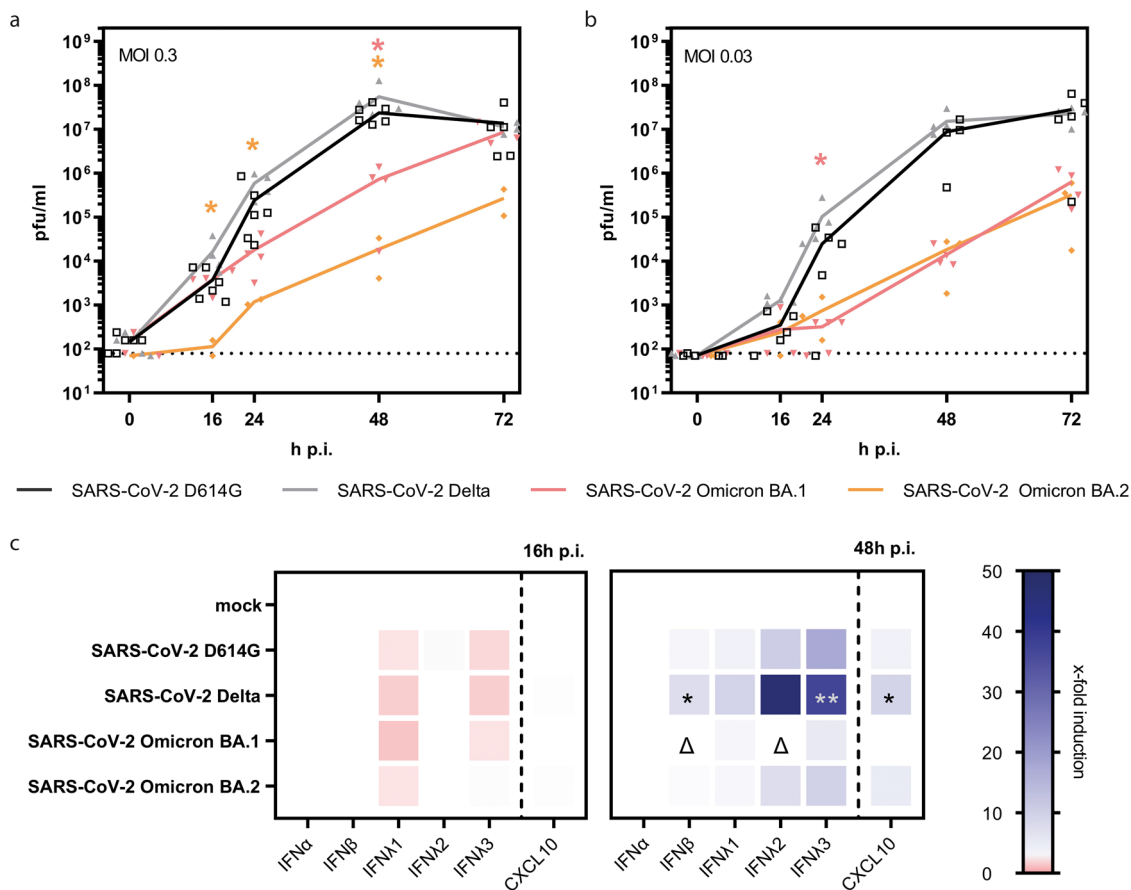 a
MOI 0.3
pfu/ml
10⁹
10⁸
10⁷
10⁶
10⁵
10⁴
10³
10²
10¹
0 16 24 48 72
h p.i.
* * * *
b
MOI 0.03
pfu/ml
10⁹
10⁸
10⁷
10⁶
10⁵
10⁴
10³
10²
10¹
0 16 24 48 72
h p.i.
*
SARS-CoV-2 D614G SARS-CoV-2 Delta SARS-CoV-2 Omicron BA.1 SARS-CoV-2 Omicron BA.2
c
16h p.i. 48h p.i.
mock
SARS-CoV-2 D614G
SARS-CoV-2 Delta * ** *
SARS-CoV-2 Omicron BA.1 Δ Δ
SARS-CoV-2 Omicron BA.2
IFNα IFNβ IFNλ1 IFNλ2 IFNλ3 CXCL10
IFNα IFNβ IFNλ1 IFNλ2 IFNλ3 CXCL10
50
40
30
20
10
0
x-fold induction